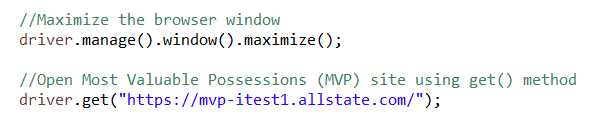 //Maximize the browser window
driver.manage().window().maximize();
//Open Most Valuable Possessions (MVP) site using get() method
driver.get("https://mvp-itest1.allstate.com/");